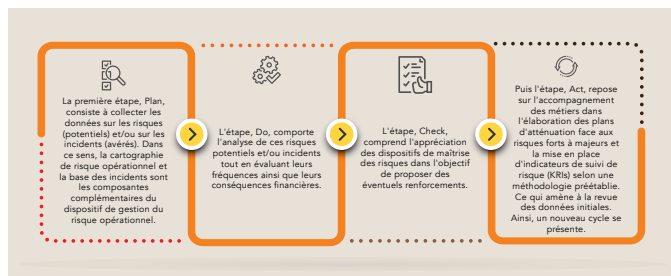 La première étape, Plan,
consiste à collecter les
données sur les risques
(potentiels) et/ou sur les
incidents (avérés). Dans
ce sens, la cartographie
de risque opérationnel et
la base des incidents sont
les composantes
complémentaires du
dispositif de gestion du
risque opérationnel.
L'étape, Do, comporte
l'analyse de ces risques
potentiels et/ou incidents
tout en évaluant leurs
fréquences ainsi que leurs
conséquences financières.
L'étape, Check,
comprend l'appréciation
des dispositifs de maîtrise
des risques dans l'objectif
de proposer des
éventuels renforcements.
Puis l'étape, Act, repose
sur l'accompagnement
des métiers dans
l'élaboration des plans
d'atténuation face aux
risques forts à majeurs et
la mise en place
d'indicateurs de suivi de
risque (KRIs) selon une
méthodologie préétablie.
Ce qui amène à la revue
des données initiales.
Ainsi, un nouveau cycle se
présente.